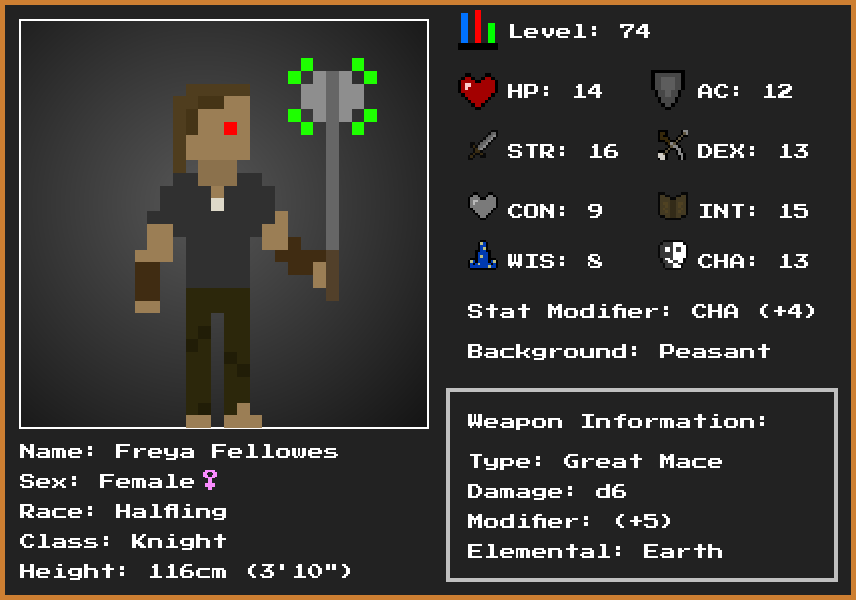 Level: 74
HP: 14 AC: 12
STR: 16 DEX: 13
CON: 9 INT: 15
WIS: 8 CHA: 13
Stat Modifier: CHA (+4)
Background: Peasant
Weapon Information:
Type: Great Mace
Damage: d6
Modifier: (+5)
Elemental: Earth
Name: Freya Fellowes
Sex: Female♀
Race: Halfling
Class: Knight
Height: 116cm (3'10")